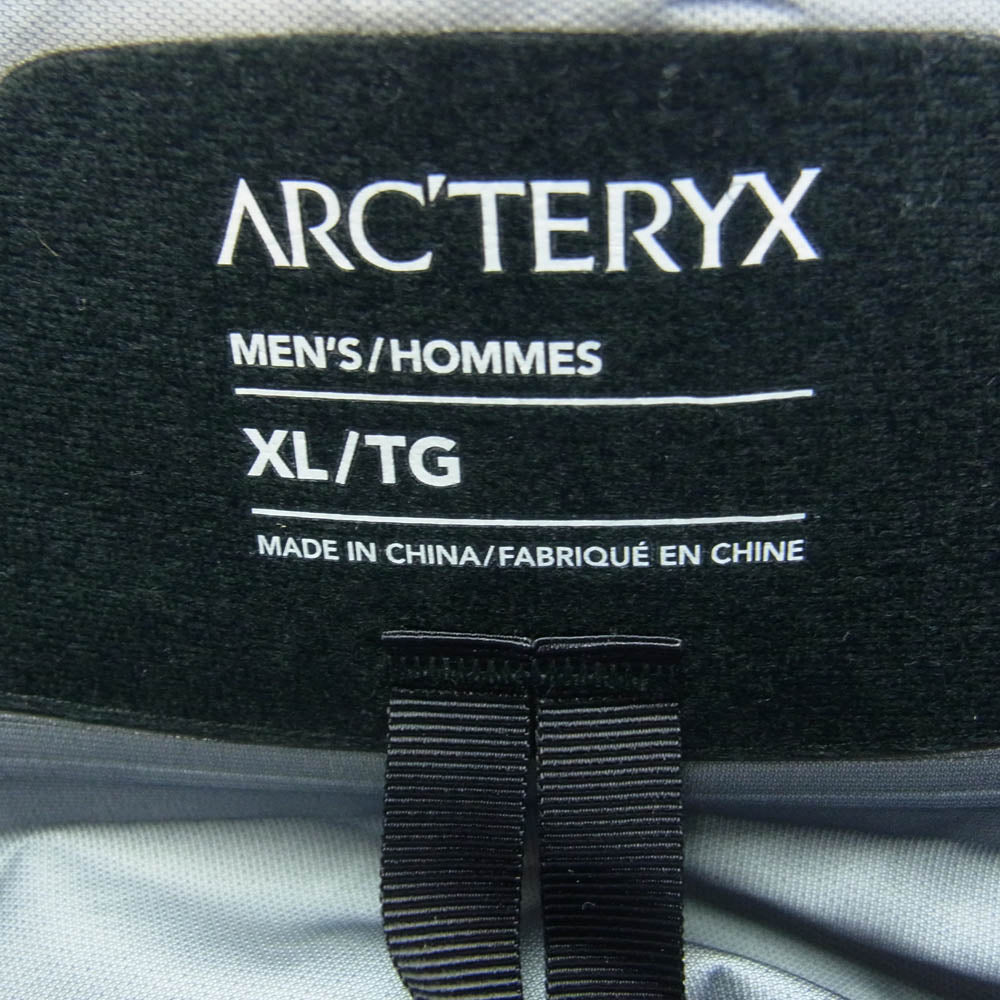 ARC'TERYX
MEN'S/HOMMES
XL/TG
MADE IN CHINA/FABRIQUÉ EN CHINE